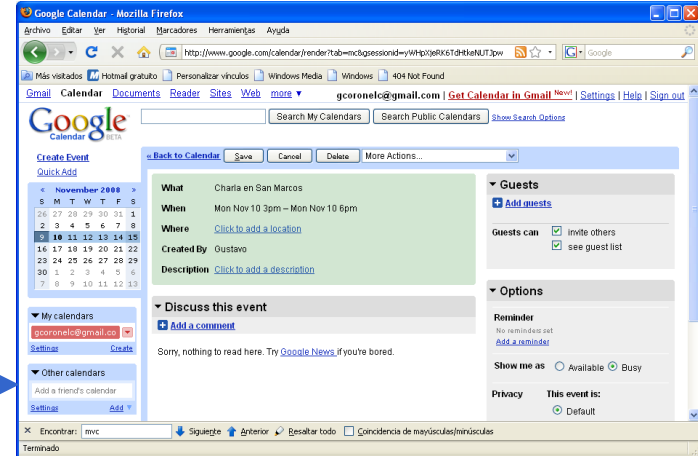 Google Calendar - Mozilla Firefox
Archivo Editar Ver Historial Marcadores Herramientas Ayuda
http://www.google.com/calendar/render?tab=mc&gsessionid=yWHpXjeRK6TdHtkeNUTJpw Google
Más visitados Hotmail gratuito Personalizar vínculos Windows Media Windows 404 Not Found
Gmail Calendar Documents Reader Sites Web more ▼ gcoronelc@gmail.com | Get Calendar in Gmail New! | Settings | Help | Sign out
Google Calendar BETA
Search My Calendars Search Public Calendars Show Search Options
Create Event
Quick Add
« Back to Calendar Save Cancel Delete More Actions...
« November 2008 »
S M T W T F S
26 27 28 29 30 31 1
2 3 4 5 6 7 8
9 10 11 12 13 14 15
16 17 18 19 20 21 22
23 24 25 26 27 28 29
30 1 2 3 4 5 6
7 8 9 10 11 12 13
My calendars
gcoronelc@gmail.co
Settings Create
Other calendars
Add a friend's calendar
Settings Add ▼
What Charla en San Marcos
When Mon Nov 10 3pm – Mon Nov 10 6pm
Where Click to add a location
Created By Gustavo
Description Click to add a description
Discuss this event
Add a comment
Sorry, nothing to read here. Try Google News if you're bored.
Guests
Add guests
Guests can invite others
see guest list
Options
Reminder
No reminders set
Add a reminder
Show me as Available Busy
Privacy This event is:
Default
Encontrar: mvc Siguiente Anterior Resaltar todo Coincidencia de mayúsculas/minúsculas
Terminado